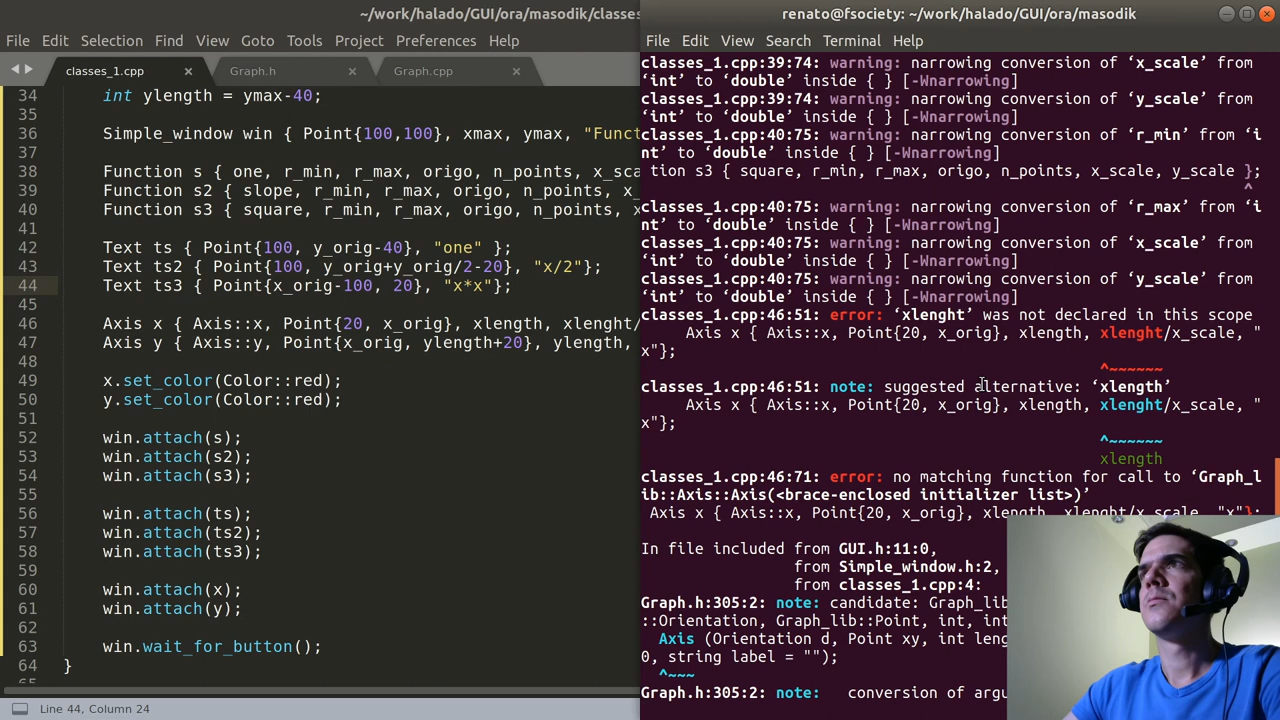 ~/work/halado/GUI/ora/masodik/classes
File Edit Selection Find View Goto Tools Project Preferences Help
classes_1.cpp × Graph.h × Graph.cpp ×
34 int ylength = ymax-40;
35
36 Simple_window win { Point{100,100}, xmax, ymax, "Func
37
38 Function s { one, r_min, r_max, origo, n_points, x_sca
39 Function s2 { slope, r_min, r_max, origo, n_points, x_
40 Function s3 { square, r_min, r_max, origo, n_points, x
41
42 Text ts { Point{100, y_orig-40}, "one" };
43 Text ts2 { Point{100, y_orig+y_orig/2-20}, "x/2"};
44 Text ts3 { Point{x_orig-100, 20}, "x*x"};
45
46 Axis x { Axis::x, Point{20, x_orig}, xlength, xlenght/
47 Axis y { Axis::y, Point{x_orig, ylength+20}, ylength,
48
49 x.set_color(Color::red);
50 y.set_color(Color::red);
51
52 win.attach(s);
53 win.attach(s2);
54 win.attach(s3);
55
56 win.attach(ts);
57 win.attach(ts2);
58 win.attach(ts3);
59
60 win.attach(x);
61 win.attach(y);
62
63 win.wait_for_button();
64 }
65
Line 44, Column 24
renato@fsociety: ~/work/halado/GUI/ora/masodik
File Edit View Search Terminal Help
classes_1.cpp:39:74: warning: narrowing conversion of ‘x_scale’ from
‘int’ to ‘double’ inside { } [-Wnarrowing]
classes_1.cpp:39:74: warning: narrowing conversion of ‘y_scale’ from
‘int’ to ‘double’ inside { } [-Wnarrowing]
classes_1.cpp:40:75: warning: narrowing conversion of ‘r_min’ from ‘i
nt’ to ‘double’ inside { } [-Wnarrowing]
tion s3 { square, r_min, r_max, origo, n_points, x_scale, y_scale };
^
classes_1.cpp:40:75: warning: narrowing conversion of ‘r_max’ from ‘i
nt’ to ‘double’ inside { } [-Wnarrowing]
classes_1.cpp:40:75: warning: narrowing conversion of ‘x_scale’ from
‘int’ to ‘double’ inside { } [-Wnarrowing]
classes_1.cpp:40:75: warning: narrowing conversion of ‘y_scale’ from
‘int’ to ‘double’ inside { } [-Wnarrowing]
classes_1.cpp:46:51: error: ‘xlenght’ was not declared in this scope
Axis x { Axis::x, Point{20, x_orig}, xlength, xlenght/x_scale, "
x"};
^~~~~~~
classes_1.cpp:46:51: note: suggested alternative: ‘xlength’
Axis x { Axis::x, Point{20, x_orig}, xlength, xlenght/x_scale, "
x"};
^~~~~~~
xlength
classes_1.cpp:46:71: error: no matching function for call to ‘Graph_l
ib::Axis::Axis(<brace-enclosed initializer list>)’
Axis x { Axis::x, Point{20, x_orig}, xlength, xlenght/x_scale, "x"};
In file included from GUI.h:11:0,
from Simple_window.h:2,
from classes_1.cpp:4:
Graph.h:305:2: note: candidate: Graph_lib
::Orientation, Graph_lib::Point, int, int
Axis (Orientation d, Point xy, int leng
0, string label = "");
^~~~
Graph.h:305:2: note: conversion of argu